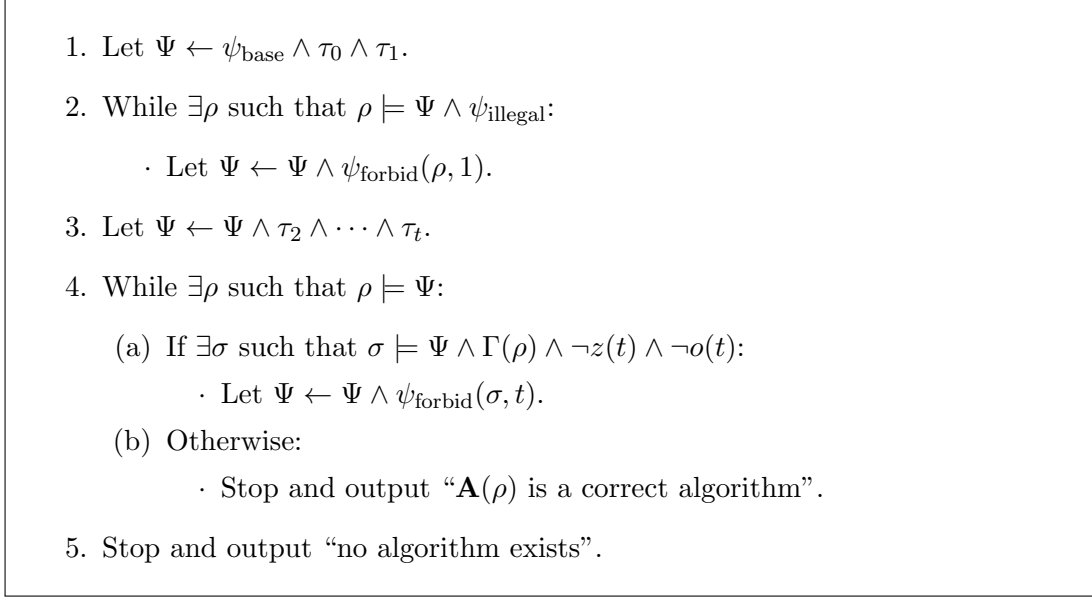 1. Let Ψ ← ψ_base ∧ τ_0 ∧ τ_1.
2. While ∃ρ such that ρ ⊨ Ψ ∧ ψ_illegal:
· Let Ψ ← Ψ ∧ ψ_forbid(ρ, 1).
3. Let Ψ ← Ψ ∧ τ_2 ∧ ⋯ ∧ τ_t.
4. While ∃ρ such that ρ ⊨ Ψ:
(a) If ∃σ such that σ ⊨ Ψ ∧ Γ(ρ) ∧ ¬z(t) ∧ ¬o(t):
· Let Ψ ← Ψ ∧ ψ_forbid(σ, t).
(b) Otherwise:
· Stop and output “A(ρ) is a correct algorithm”.
5. Stop and output “no algorithm exists”.